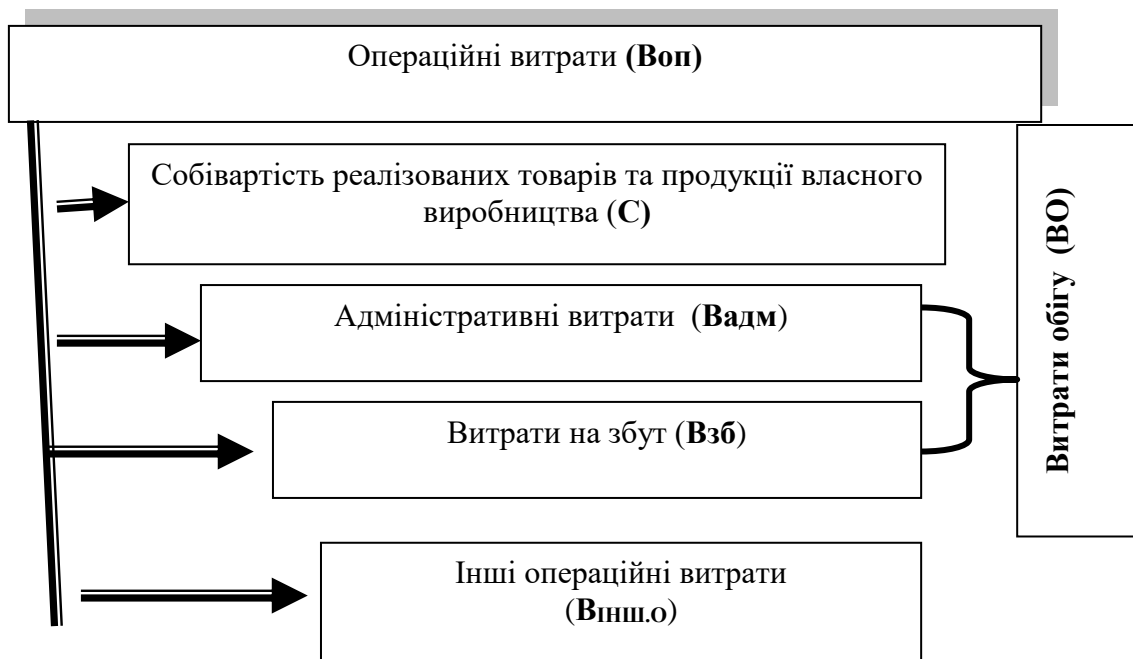 Операційні витрати (Воп)
Собівартість реалізованих товарів та продукції власного
виробництва (С)
Адміністративні витрати (Вадм)
Витрати на збут (Взб)
Інші операційні витрати
(Вінш.о)
Витрати обігу (ВО)